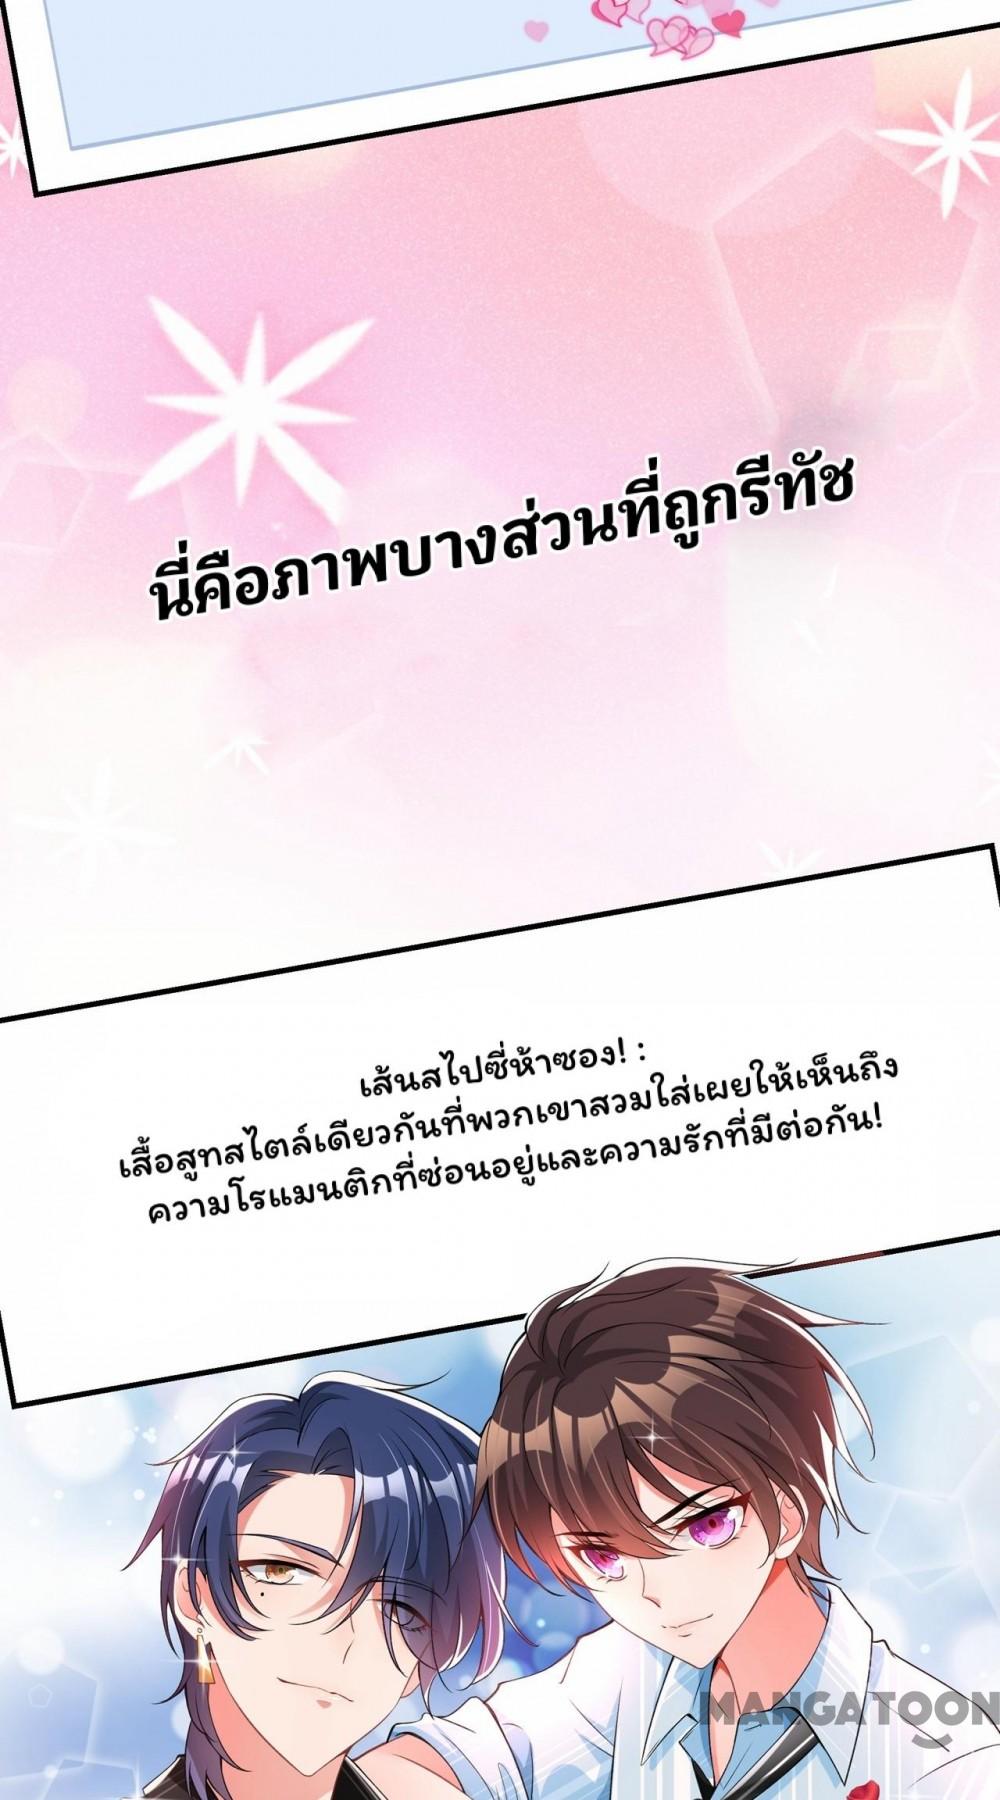 นี่คือภาพบางส่วนที่ถูกรีทัช
เส้นสไปซี่ห้าซอง! :
เสื้อสูทสไตล์เดียวกันที่พวกเขาสวมใส่เผยให้เห็นถึง
ความโรแมนติกที่ซ่อนอยู่และความรักที่มีต่อกัน!
MANGATOON